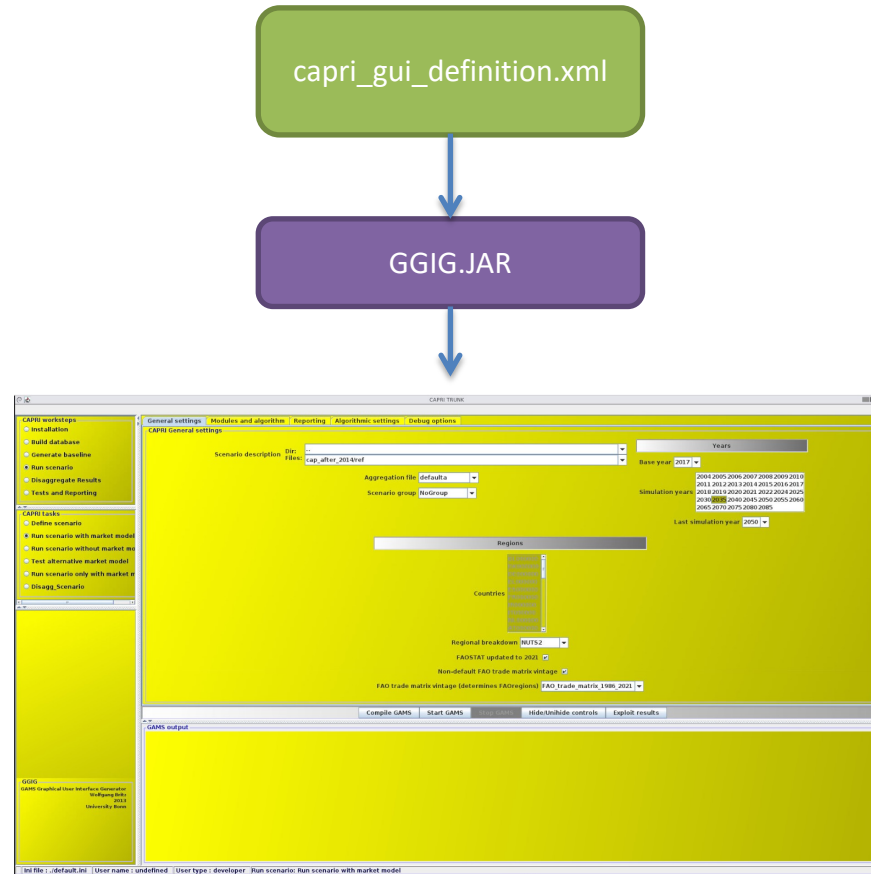 capri_gui_definition.xml
GGIG.JAR
CAPRI TRUNK
CAPRI worksteps
Installation
Build database
Generate baseline
Run scenario
Disaggregate Results
Tests and Reporting
CAPRI tasks
Define scenario
Run scenario with market model
Run scenario without market mo
Test alternative market model
Run scenario only with market m
Disagg_Scenario
General settings Modules and algorithm Reporting Algorithmic settings Debug options
CAPRI General settings
Scenario description Dir: ..
Files: cap_after_2014/ref
Aggregation file defaulta
Scenario group NoGroup
Years
Base year 2017
Simulation years
2004 2005 2006 2007 2008 2009 2010
2011 2012 2013 2014 2015 2016 2017
2018 2019 2020 2021 2022 2024 2025
2030 2035 2040 2045 2050 2055 2060
2065 2070 2075 2080 2085
Last simulation year 2050
Regions
Countries
Regional breakdown NUTS2
FAOSTAT updated to 2021
Non-default FAO trade matrix vintage
FAO trade matrix vintage (determines FAOregions) FAO_trade_matrix_1986_2021
Compile GAMS Start GAMS Stop GAMS Hide/Unihide controls Exploit results
GAMS output
GGIG
GAMS Graphical User Interface Generator
Wolfgang Britz
2013
University Bonn
Ini file : ./default.ini User name : undefined User type : developer Run scenario: Run scenario with market model